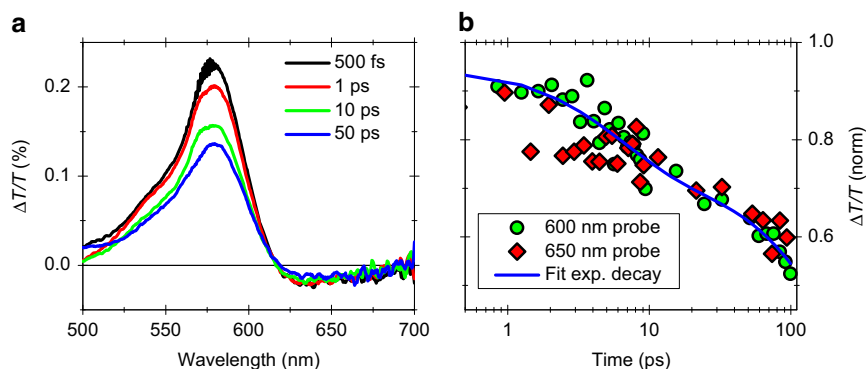 a
500 fs
1 ps
10 ps
50 ps
0.2
0.1
0.0
ΔT/T (%)
500 550 600 650 700
Wavelength (nm)
b
600 nm probe
650 nm probe
Fit exp. decay
1.0
0.8
0.6
ΔT/T (norm)
1 10 100
Time (ps)